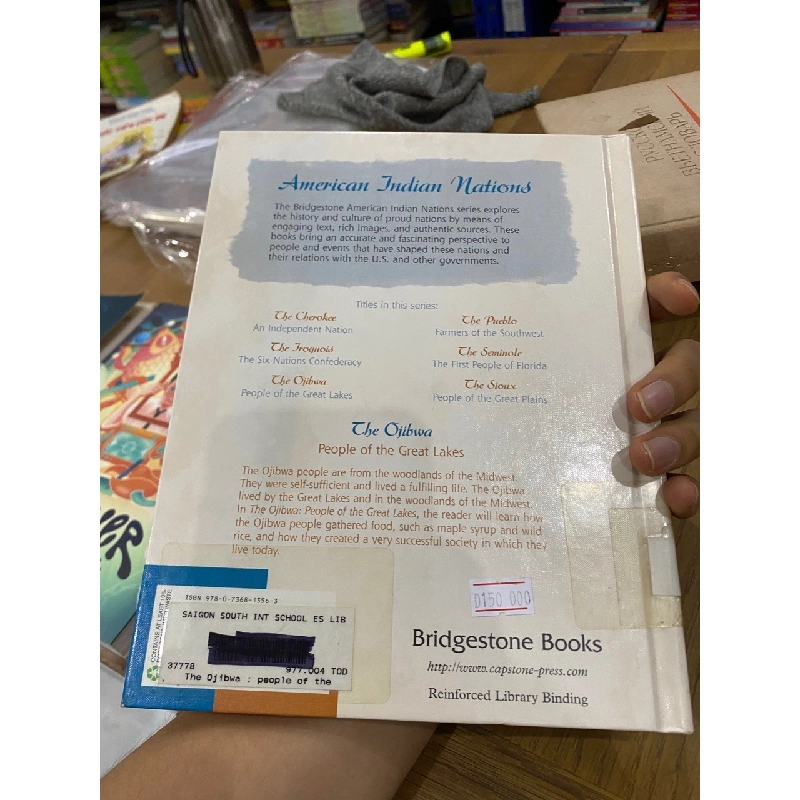 American Indian Nations
The Bridgestone American Indian Nations series explores
the history and culture of proud nations by means of
engaging text, rich images, and authentic sources. These
books bring an accurate and fascinating perspective to
people and events that have shaped these nations and
their relations with the U.S. and other governments.
Titles in this series:
The Cherokee
An Independent Nation
The Iroquois
The Six Nations Confederacy
The Ojibwa
People of the Great Lakes
The Pueblo
Farmers of the Southwest
The Seminole
The First People of Florida
The Sioux
People of the Great Plains
The Ojibwa
People of the Great Lakes
The Ojibwa people are from the woodlands of the Midwest.
They were self-sufficient and lived a fulfilling life. The Ojibwa
lived by the Great Lakes and in the woodlands of the Midwest.
In The Ojibwa: People of the Great Lakes, the reader will learn how
the Ojibwa people gathered food, such as maple syrup and wild
rice, and how they created a very successful society in which they
live today.
ISBN 978-0-7368-1556-3
SAIGON SOUTH INT SCHOOL ES LIB
37778
977.004 TOD
The Ojibwa : people of the
CONTAINS AT LEAST 10%
Đ150 000
Bridgestone Books
http://www.capstone-press.com
Reinforced Library Binding